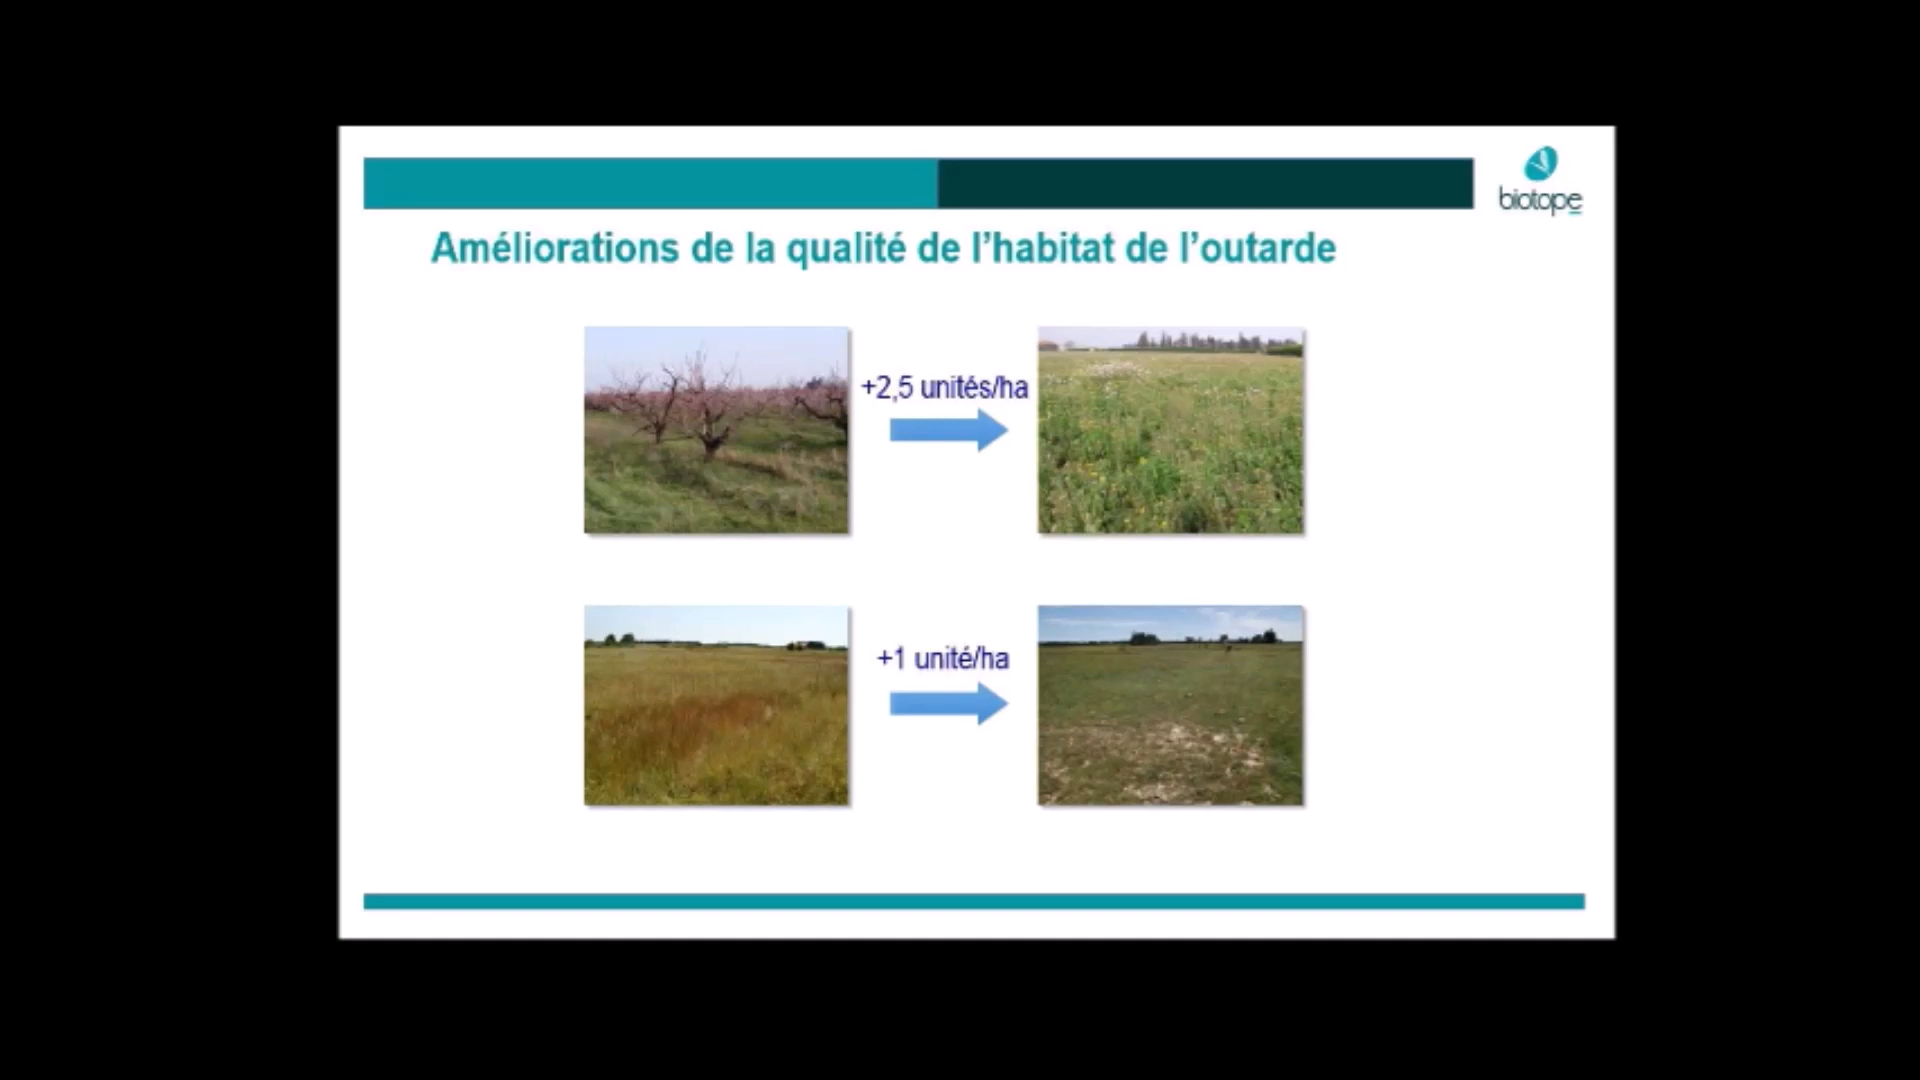 biotope
Améliorations de la qualité de l’habitat de l’outarde
+2,5 unités/ha
+1 unité/ha